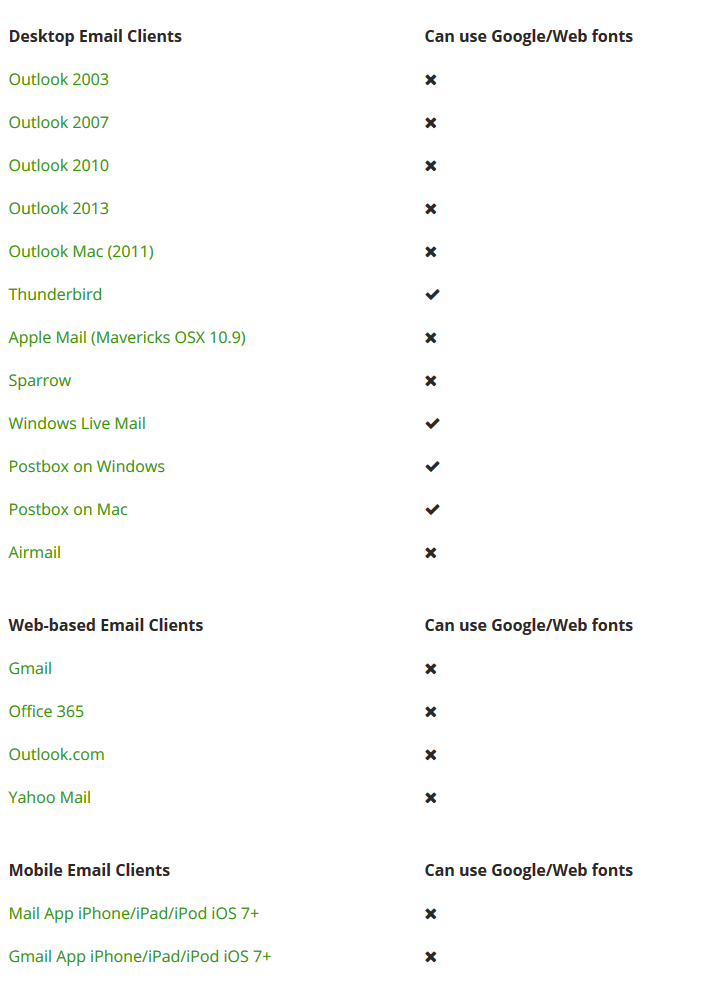 Desktop Email Clients Can use Google/Web fonts
Outlook 2003 ✖
Outlook 2007 ✖
Outlook 2010 ✖
Outlook 2013 ✖
Outlook Mac (2011) ✖
Thunderbird ✔
Apple Mail (Mavericks OSX 10.9) ✖
Sparrow ✖
Windows Live Mail ✔
Postbox on Windows ✔
Postbox on Mac ✔
Airmail ✖
Web-based Email Clients Can use Google/Web fonts
Gmail ✖
Office 365 ✖
Outlook.com ✖
Yahoo Mail ✖
Mobile Email Clients Can use Google/Web fonts
Mail App iPhone/iPad/iPod iOS 7+ ✖
Gmail App iPhone/iPad/iPod iOS 7+ ✖